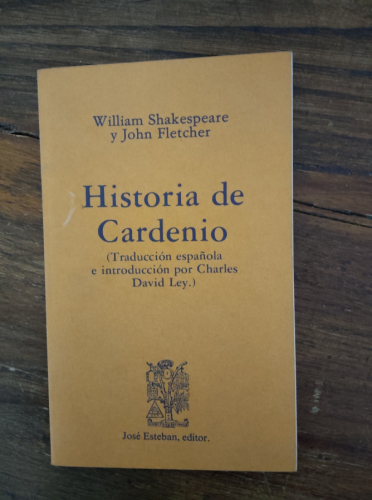 William Shakespeare
y John Fletcher
Historia de
Cardenio
(Traducción española
e introducción por Charles
David Ley.)
José Esteban, editor.